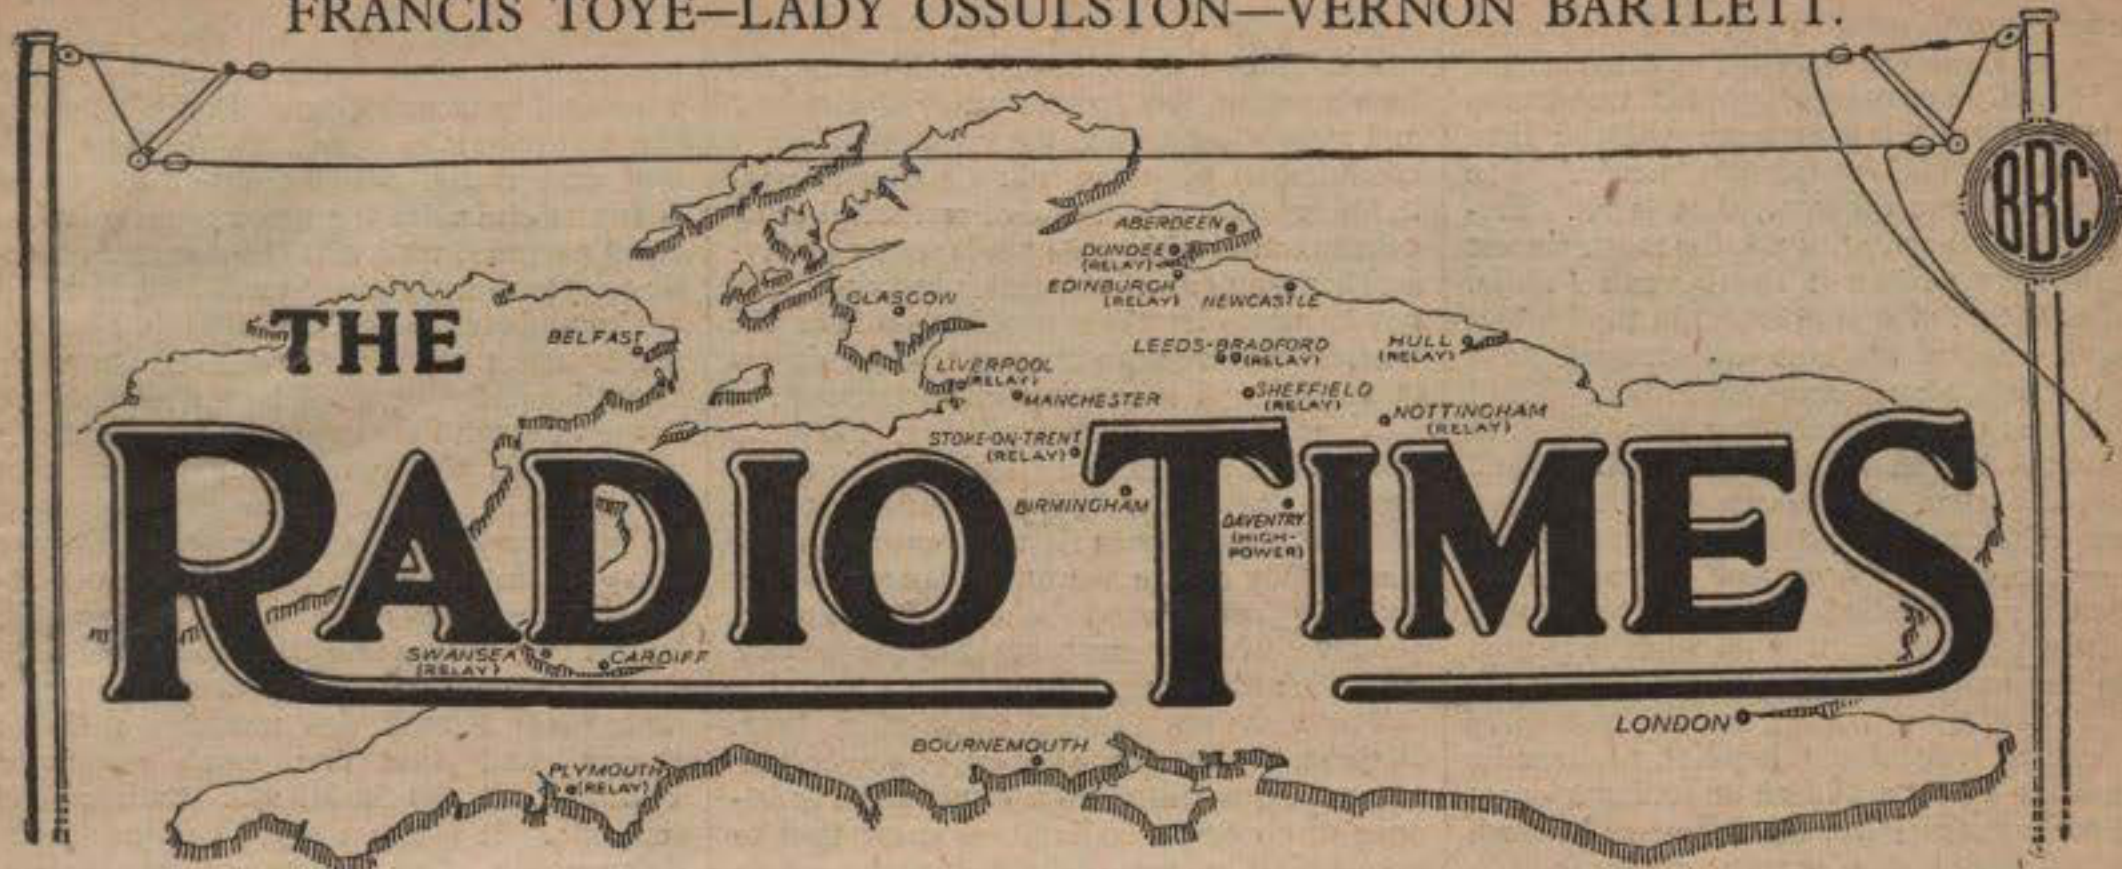 FRANCIS TOYE—LADY OSSULSTON—VERNON BARTLETT.
BBC
ABERDEEN
DUNDEE
(RELAY)
EDINBURGH
(RELAY)
NEWCASTLE
GLASGOW
THE
BELFAST
LEEDS-BRADFORD
(RELAY)
HULL
(RELAY)
LIVERPOOL
(RELAY)
MANCHESTER
SHEFFIELD
(RELAY)
NOTTINGHAM
(RELAY)
STOKE-ON-TRENT
(RELAY)
RADIO TIMES
BIRMINGHAM
DAVENTRY
(HIGH-
POWER)
SWANSEA
(RELAY)
CARDIFF
LONDON
BOURNEMOUTH
PLYMOUTH
(RELAY)